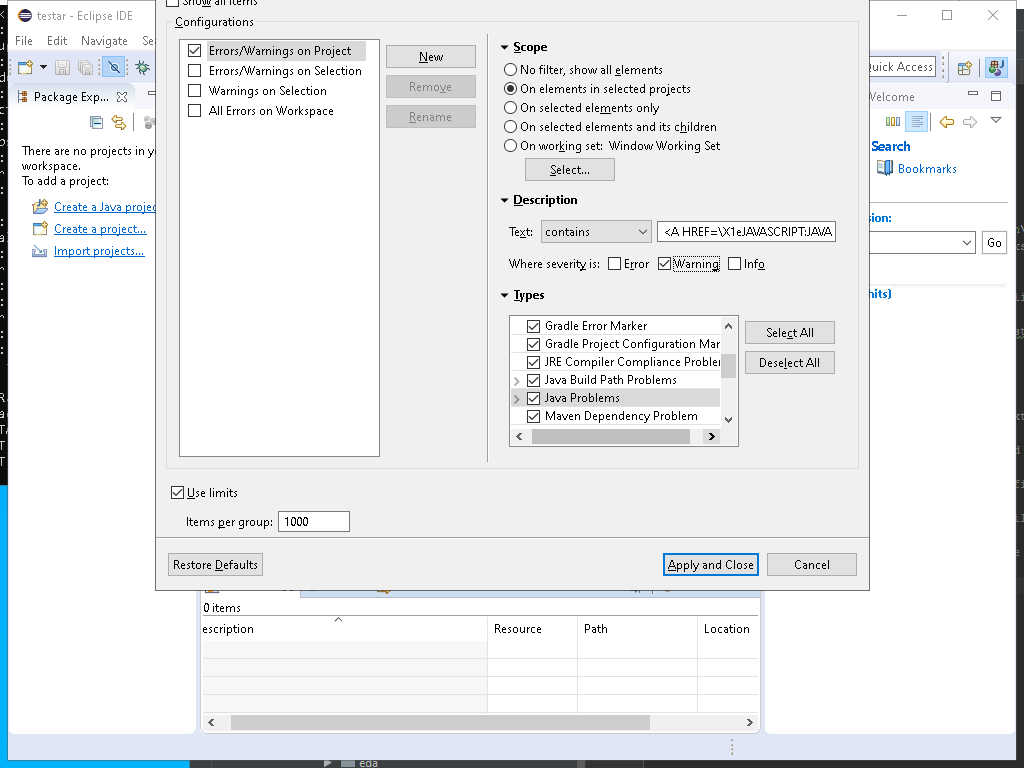 Show all items
testar - Eclipse IDE
Configurations
File Edit Navigate Se
Errors/Warnings on Project
New
Scope
Errors/Warnings on Selection
No filter, show all elements
Quick Access
Remove
Warnings on Selection
On elements in selected projects
Package Exp...
Welcome
All Errors on Workspace
Rename
On selected elements only
On selected elements and its children
On working set: Window Working Set
There are no projects in y
Search
workspace.
Select...
Bookmarks
To add a project:
Create a Java projec
Description
Create a project...
Text: contains <A HREF=\X1eJAVASCRIPT:JAVA
sion:
Import projects...
Go
Where severity is: Error Warning Info
Types
hits)
Gradle Error Marker
Select All
Gradle Project Configuration Mar
JRE Compiler Compliance Probler
Deselect All
Java Build Path Problems
Java Problems
Maven Dependency Problem
Use limits
Items per group: 1000
Restore Defaults
Apply and Close
Cancel
0 items
escription Resource Path Location
eda